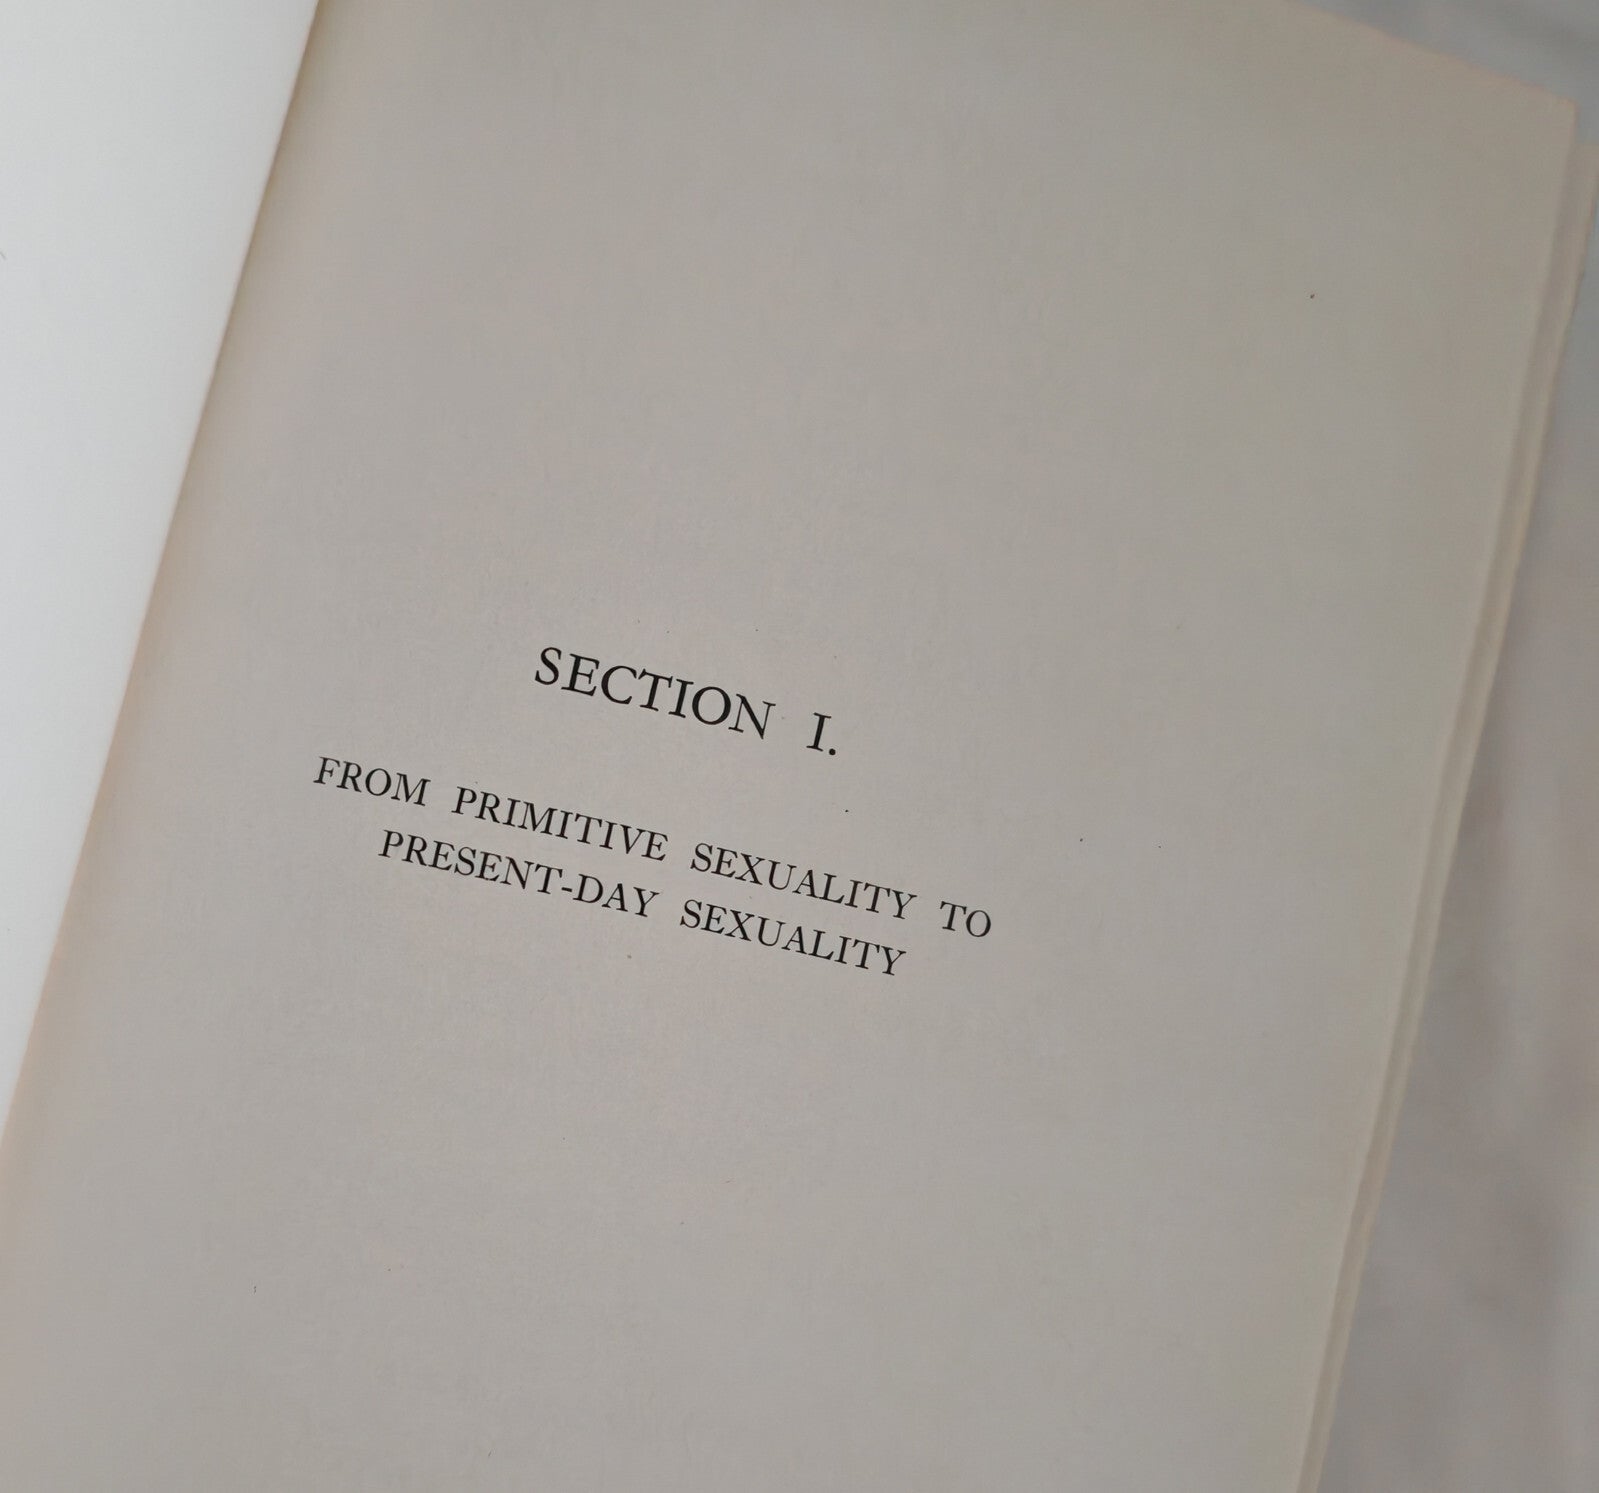 SECTION I.
FROM PRIMITIVE SEXUALITY TO
PRESENT-DAY SEXUALITY